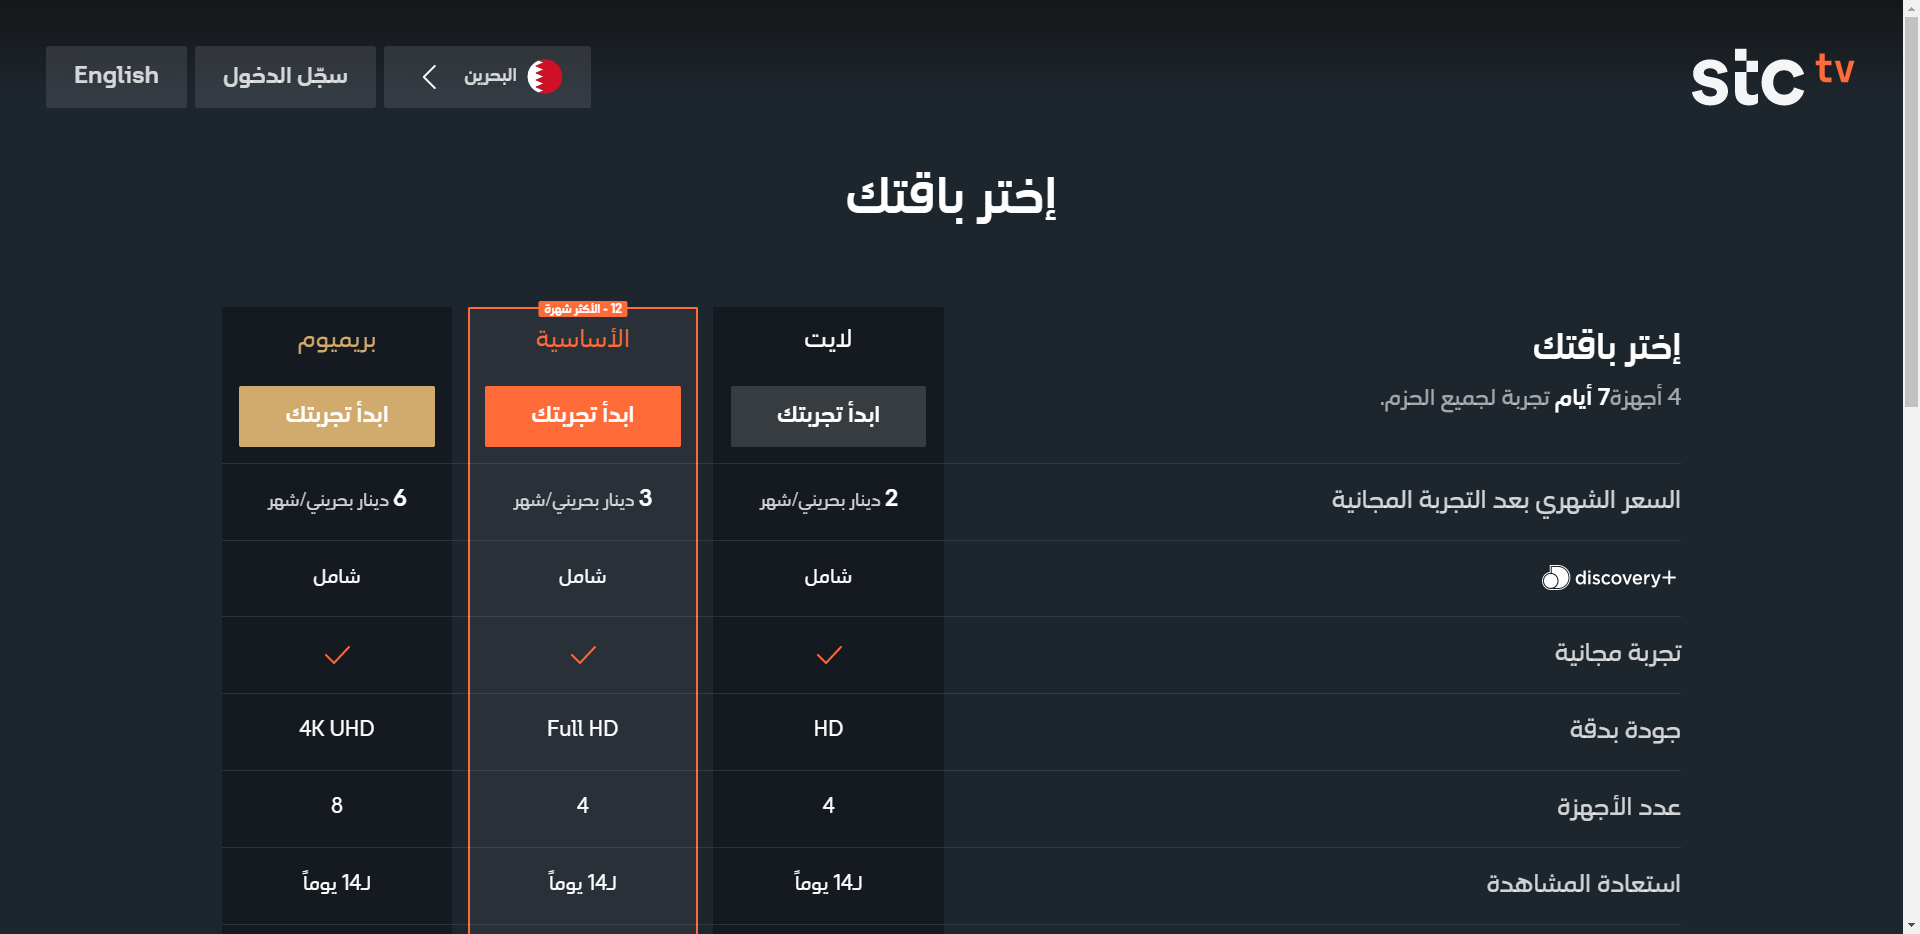 stc tv
البحرين
سجّل الدخول
English
إختر باقتك
إختر باقتك
4 أجهزة7 أيام تجربة لجميع الحزم.
لايت
12 - الأكثر شهرة
الأساسية
بريميوم
ابدأ تجربتك
ابدأ تجربتك
ابدأ تجربتك
السعر الشهري بعد التجربة المجانية
2 دينار بحريني/شهر
3 دينار بحريني/شهر
6 دينار بحريني/شهر
discovery+
شامل
شامل
شامل
تجربة مجانية
جودة بدقة
HD
Full HD
4K UHD
عدد الأجهزة
4
4
8
استعادة المشاهدة
لـ14 يوماً
لـ14 يوماً
لـ14 يوماً